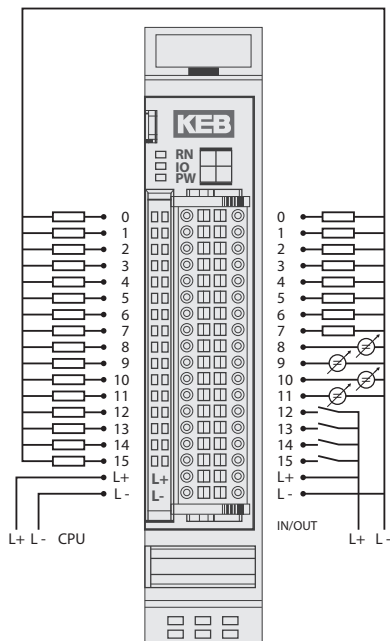 KEB
RN
IO
PW
0 0
1 1
2 2
3 3
4 4
5 5
6 6
7 7
8 8
9 9
10 10
11 11
12 12
13 13
14 14
15 15
L+ L+ L+
L - L- L -
IN/OUT
L+ L - CPU L+ L -